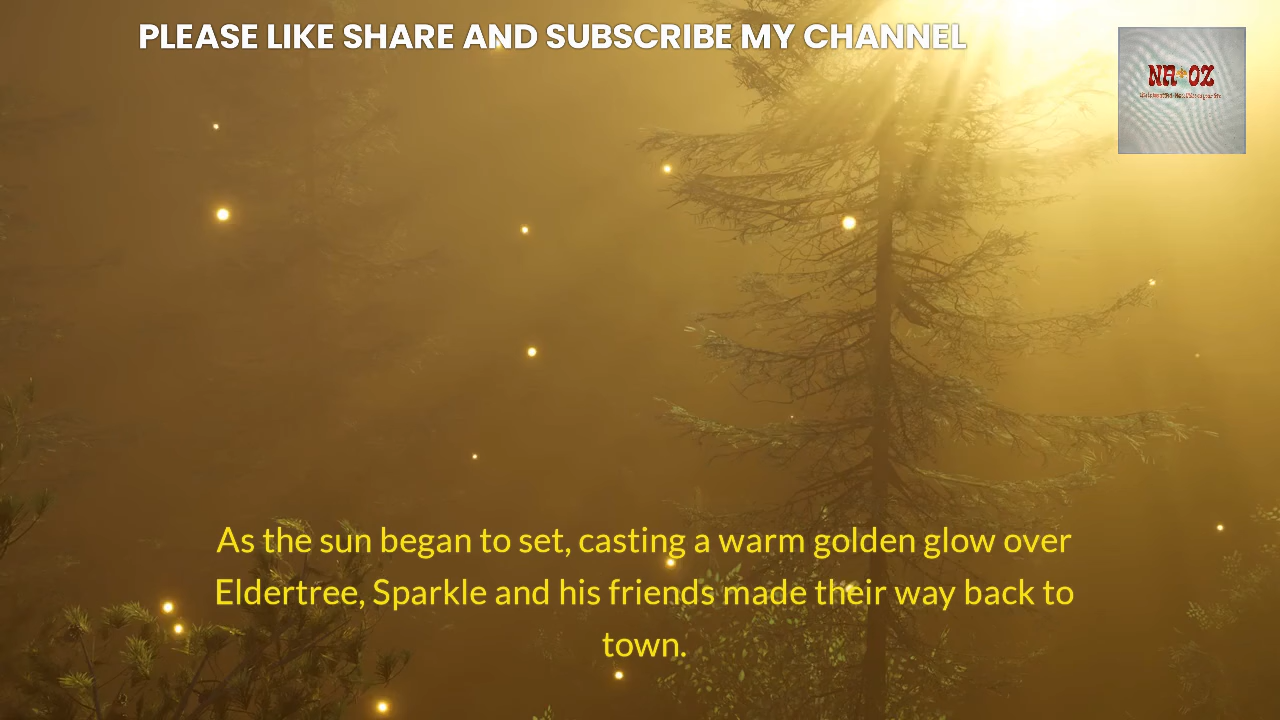 PLEASE LIKE SHARE AND SUBSCRIBE MY CHANNEL
NA OZ
As the sun began to set, casting a warm golden glow over
Eldertree, Sparkle and his friends made their way back to
town.